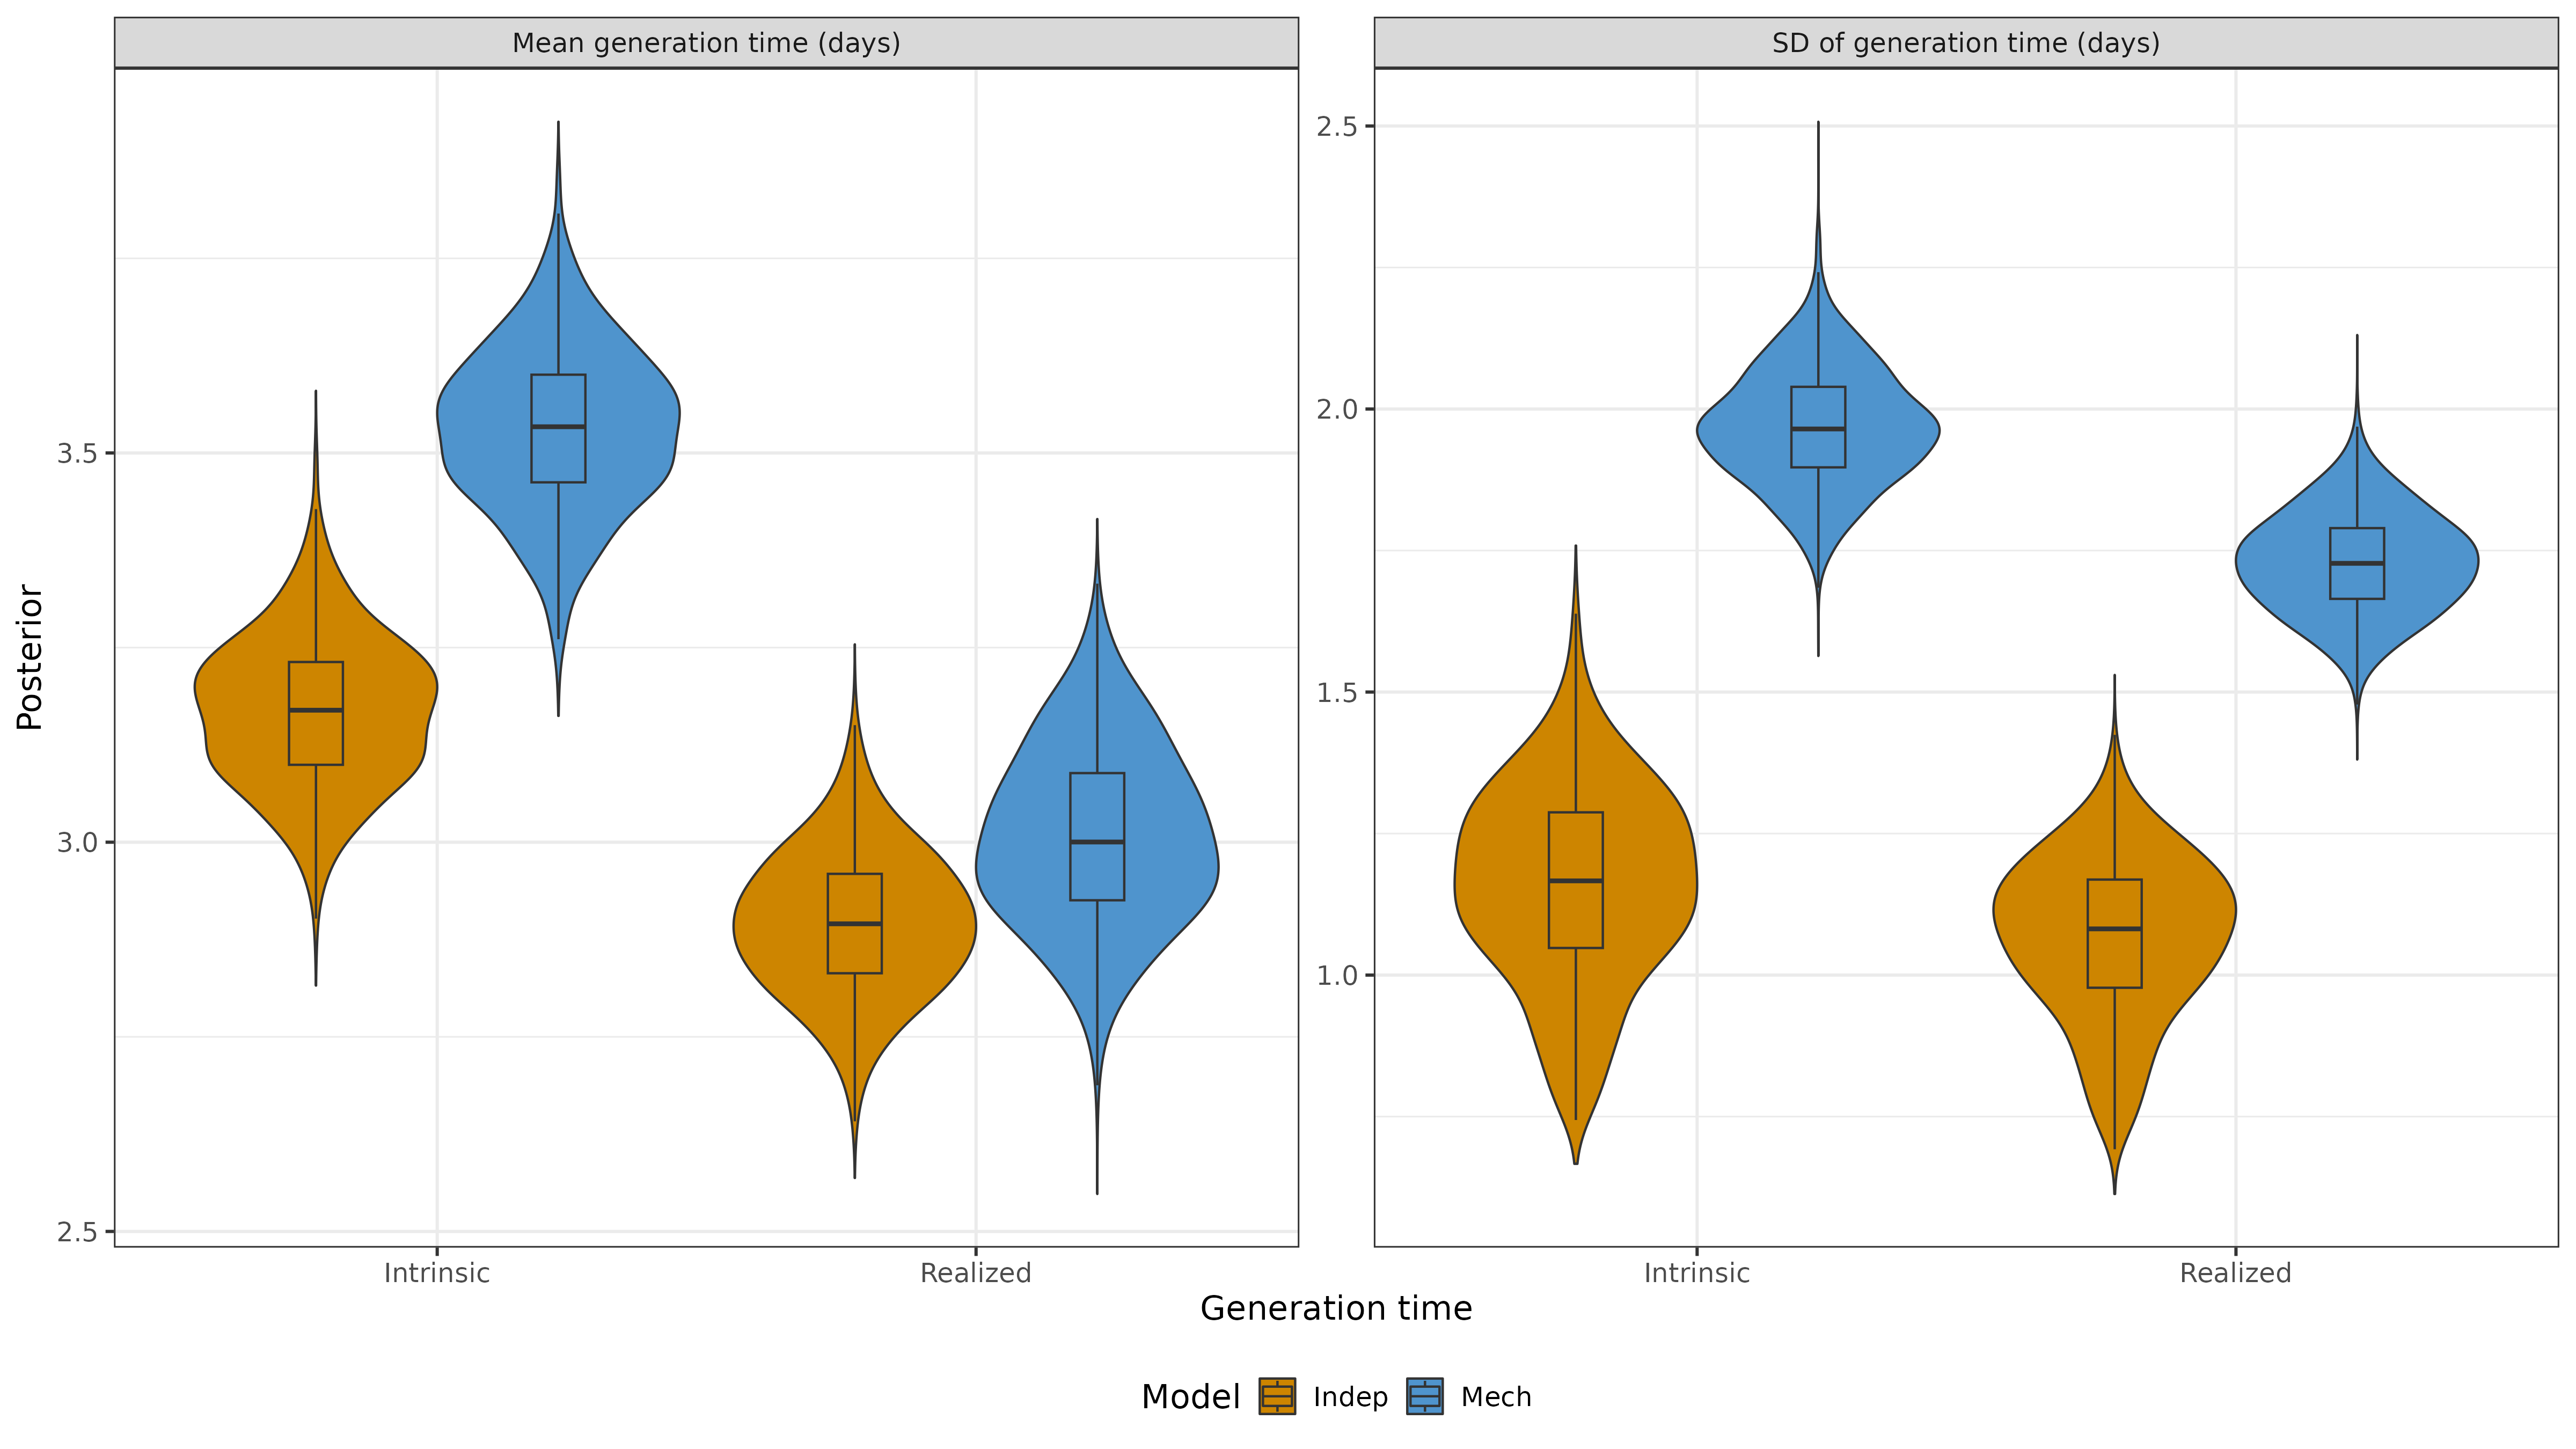 Mean generation time (days)
SD of generation time (days)
Posterior
3.5
3.0
2.5
2.5
2.0
1.5
1.0
Intrinsic
Realized
Intrinsic
Realized
Generation time
Model Indep Mech